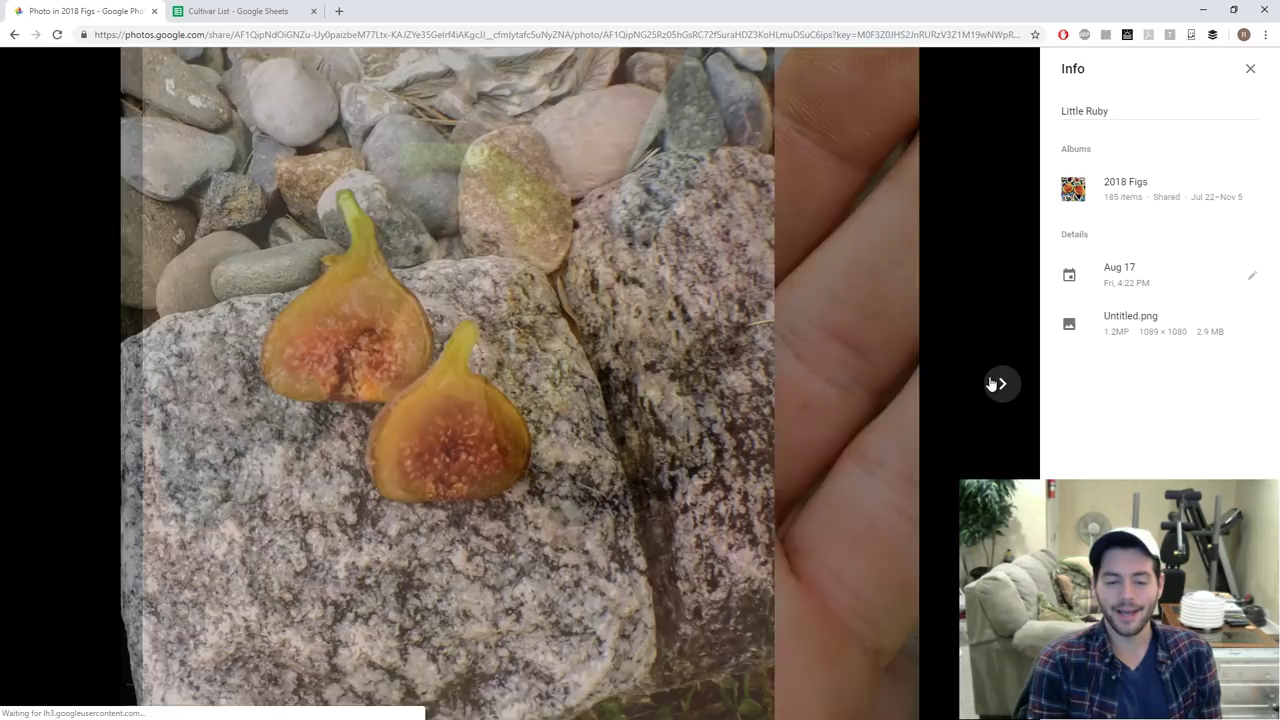 Photo in 2018 Figs - Google Pho
Cultivar List - Google Sheets
https://photos.google.com/share/AF1QipNdOiGNZu-Uy0paizbeM77Ltx-KAJZYe35GeIrf4iAKgcJJ_cfmIytafc5uNyZNA/photo/AF1QipNG25Rz05hGsRC72fSuraHDZ3KoHLmuDSuC6ips?key=M0F3Z0JHS2JnRURzV3Z1M19wNWpR...
Info
Little Ruby
Albums
2018 Figs
185 items · Shared · Jul 22–Nov 5
Details
Aug 17
Fri, 4:22 PM
Untitled.png
1.2MP 1089 × 1080 2.9 MB
Waiting for lh3.googleusercontent.com...